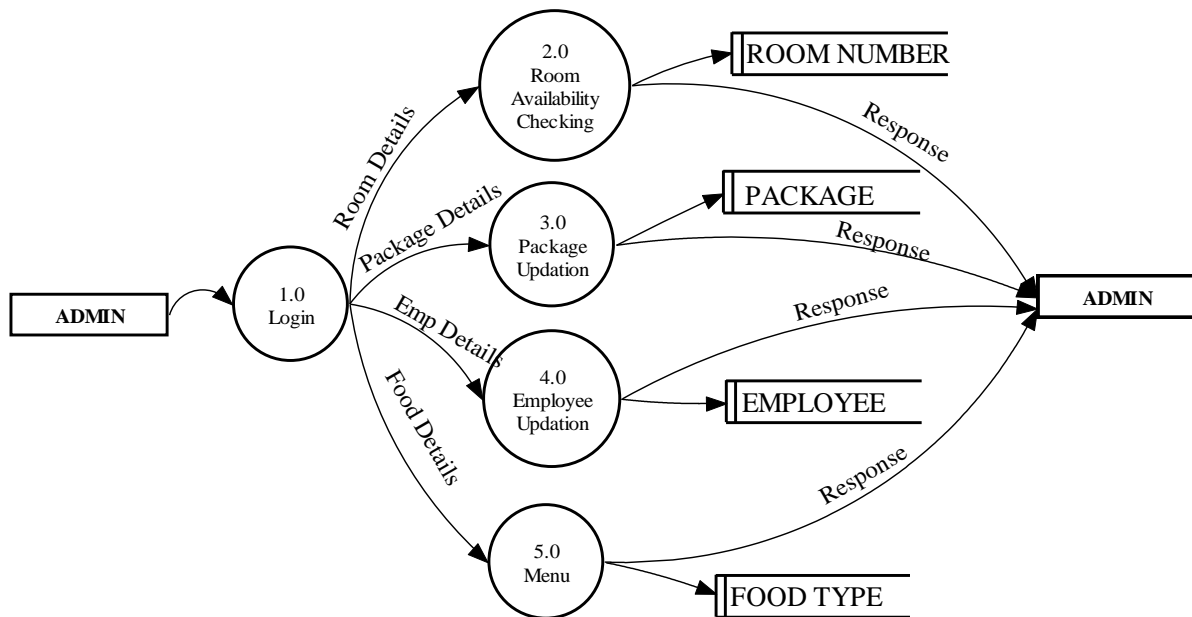 ADMIN
1.0
Login
Room Details
Package Details
Emp Details
Food Details
2.0
Room
Availability
Checking
ROOM NUMBER
Response
3.0
Package
Updation
PACKAGE
Response
4.0
Employee
Updation
Response
EMPLOYEE
5.0
Menu
Response
FOOD TYPE
ADMIN